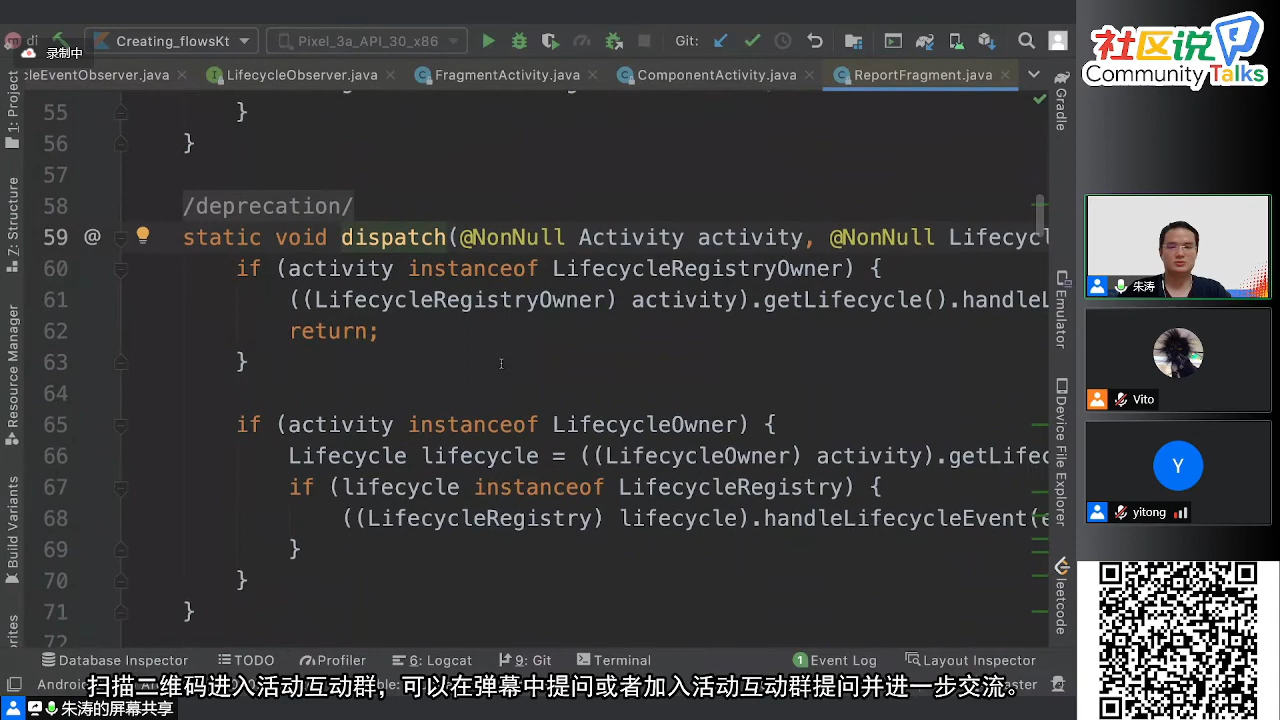 录制中
Creating_flowsKt
Pixel_3a_API_30
Git:
leEventObserver.java
LifecycleObserver.java
FragmentActivity.java
ComponentActivity.java
ReportFragment.java
社区说
Community Talks
1: Project
Z: Structure
Resource Manager
Build Variants
Gradle
Emulator
Device File Explorer
leetcode
55 }
56 }
57
58 /deprecation/
59 @ static void dispatch(@NonNull Activity activity, @NonNull Lifecycl
60 if (activity instanceof LifecycleRegistryOwner) {
61 ((LifecycleRegistryOwner) activity).getLifecycle().handleL
62 return;
63 }
64
65 if (activity instanceof LifecycleOwner) {
66 Lifecycle lifecycle = ((LifecycleOwner) activity).getLifec
67 if (lifecycle instanceof LifecycleRegistry) {
68 ((LifecycleRegistry) lifecycle).handleLifecycleEvent(e
69 }
70 }
71 }
72
朱涛
Vito
Y
yitong
Database Inspector
TODO
Profiler
6: Logcat
9: Git
Terminal
1 Event Log
Layout Inspector
扫描二维码进入活动互动群，可以在弹幕中提问或者加入活动互动群提问并进一步交流。
朱涛的屏幕共享